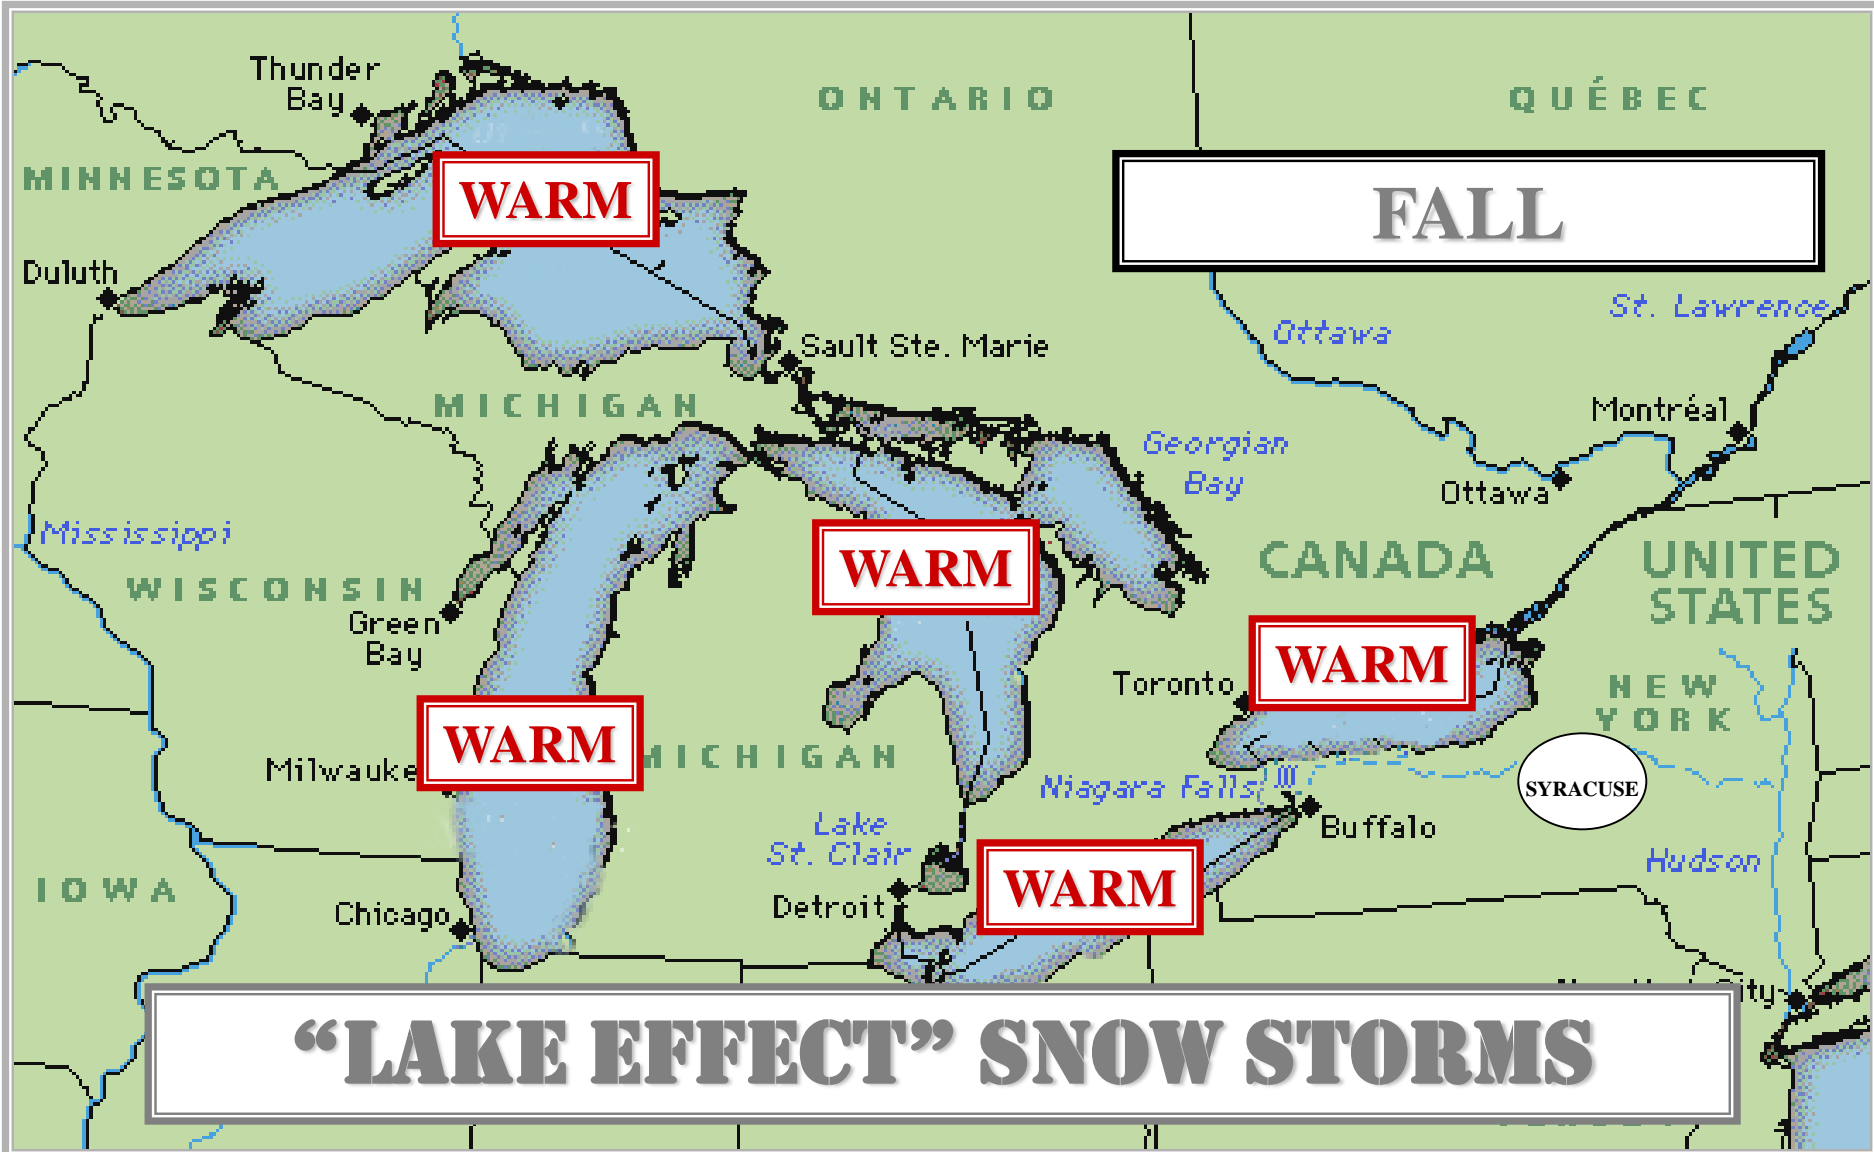 Thunder
Bay
ONTARIO
QUÉBEC
MINNESOTA
WARM
FALL
Duluth
St. Lawrence
Ottawa
Sault Ste. Marie
MICHIGAN
Montréal
Georgian
Bay
Ottawa
Mississippi
WARM
CANADA
UNITED
STATES
WISCONSIN
Green
Bay
WARM
Toronto
NEW
YORK
WARM
MICHIGAN
Milwauke
Niagara Falls
SYRACUSE
Lake
St. Clair
Buffalo
Hudson
WARM
IOWA
Chicago
Detroit
City
“LAKE EFFECT” SNOW STORMS